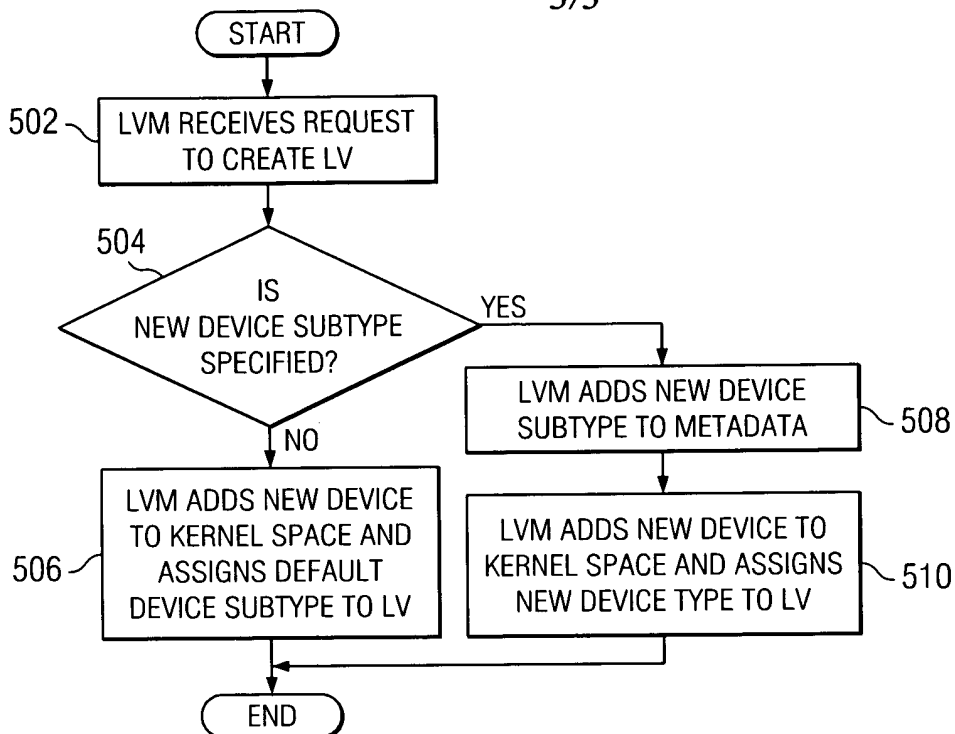 START
502
LVM RECEIVES REQUEST
TO CREATE LV
504
IS
NEW DEVICE SUBTYPE
SPECIFIED?
YES
NO
LVM ADDS NEW DEVICE
SUBTYPE TO METADATA
508
506
LVM ADDS NEW DEVICE
TO KERNEL SPACE AND
ASSIGNS DEFAULT
DEVICE SUBTYPE TO LV
LVM ADDS NEW DEVICE TO
KERNEL SPACE AND ASSIGNS
NEW DEVICE TYPE TO LV
510
END